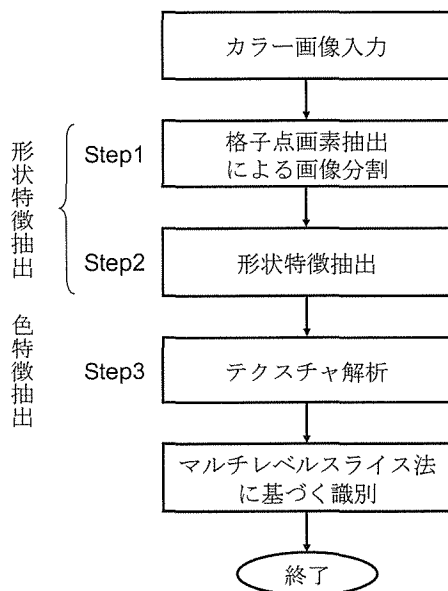 カラー画像入力
形状特徴抽出
Step1
格子点画素抽出
による画像分割
Step2
形状特徴抽出
色特徴抽出
Step3
テクスチャ解析
マルチレベルスライス法
に基づく識別
終了